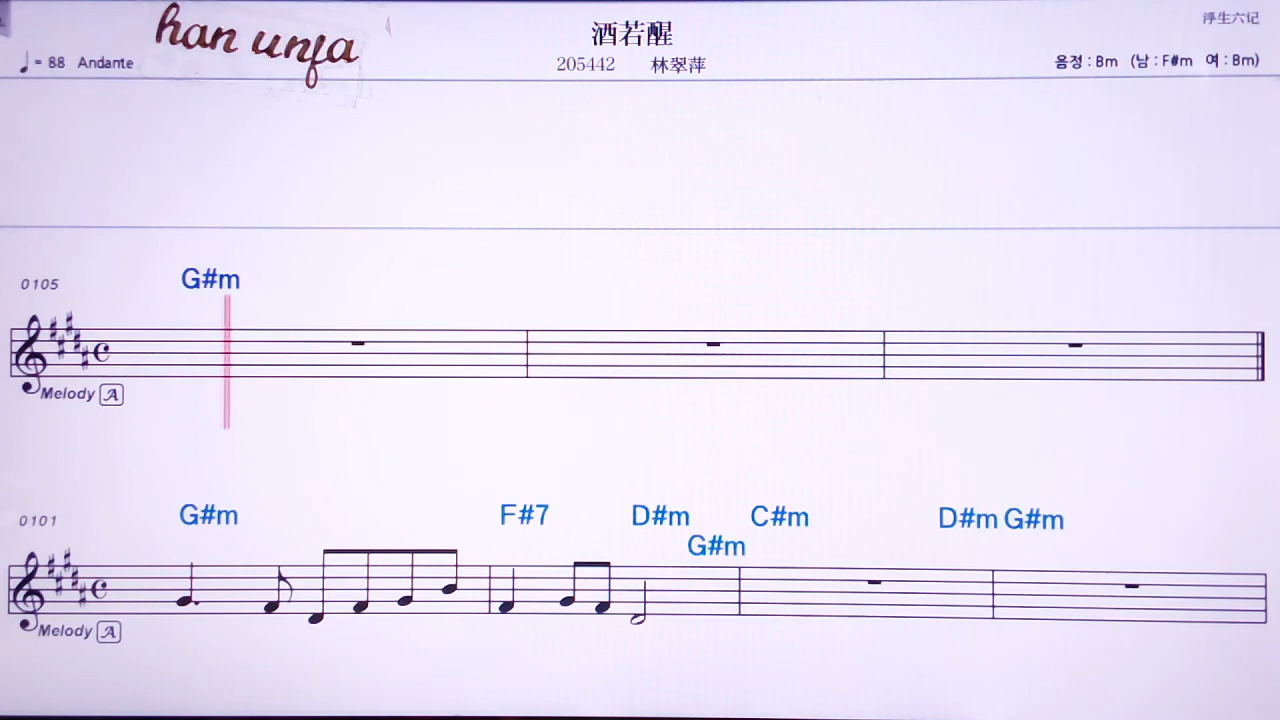 han unfa
酒若醒
浮生六记
♩ = 88 Andante
205442 林翠萍
음정 : Bm (남 : F#m 여 : Bm)
0105
G#m
Melody A
0101
G#m F#7 D#m C#m D#m G#m
G#m
Melody A